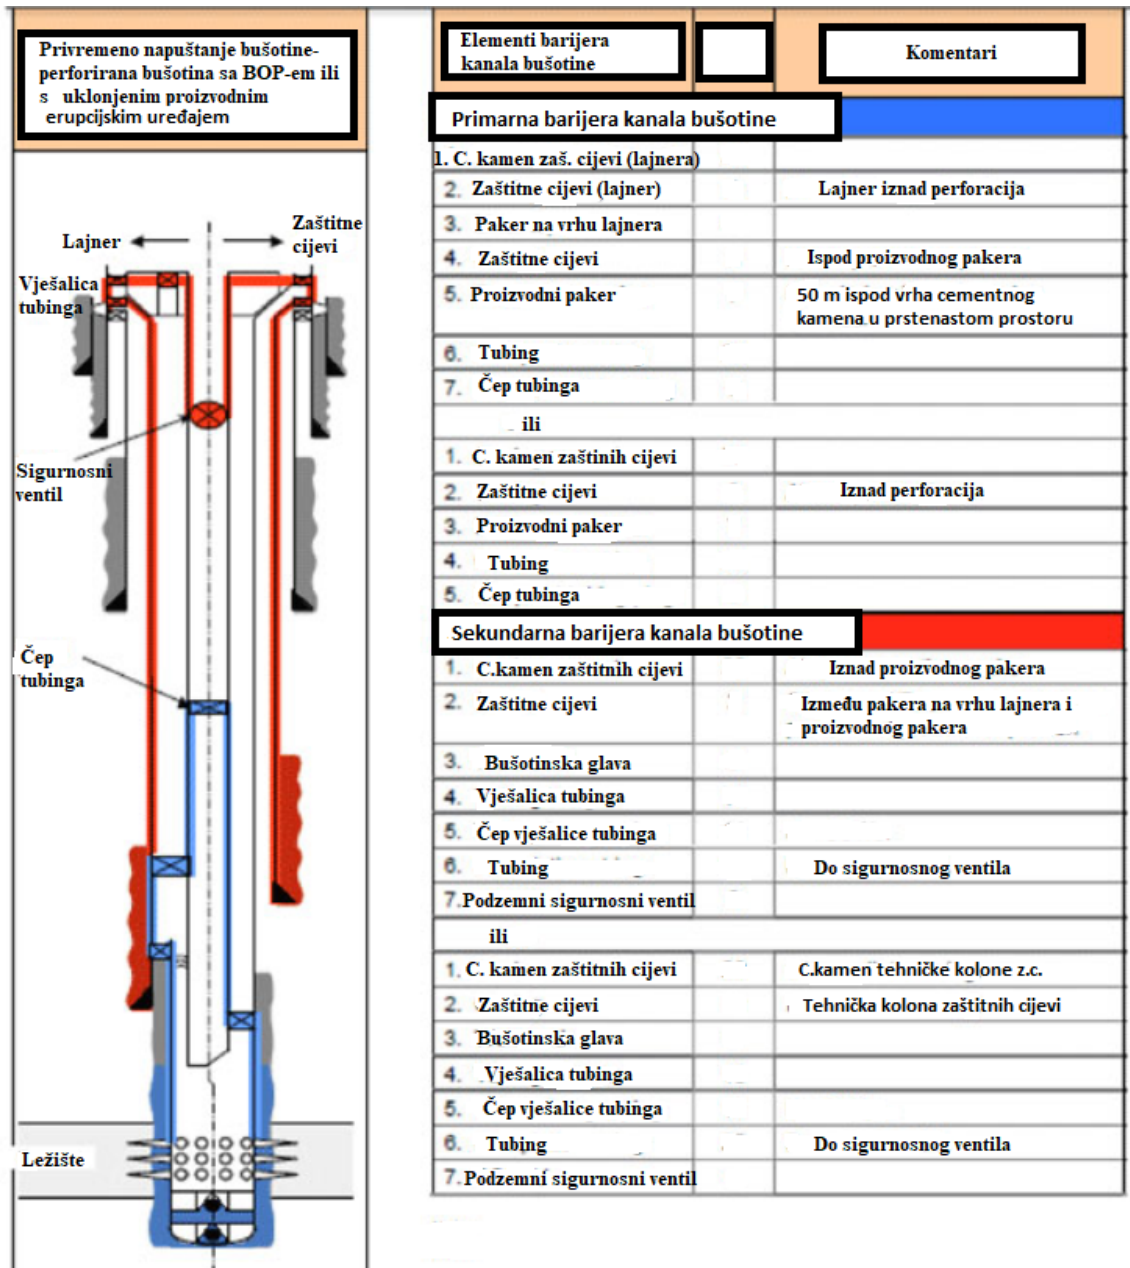 Privremeno napuštanje bušotine-
perforirana bušotina sa BOP-em ili
s uklonjenim proizvodnim
erupcijskim uređajem
Lajner
Zaštitne
cijevi
Vješalica
tubinga
Sigurnosni
ventil
Čep
tubinga
Ležište
Elementi barijera
kanala bušotine
Komentari
Primarna barijera kanala bušotine
1. C. kamen zaš. cijevi (lajnera)
2. Zaštitne cijevi (lajner) Lajner iznad perforacija
3. Paker na vrhu lajnera
4. Zaštitne cijevi Ispod proizvodnog pakera
5. Proizvodni paker 50 m ispod vrha cementnog
kamena u prstenastom prostoru
6. Tubing
7. Čep tubinga
ili
1. C. kamen zaštinih cijevi
2. Zaštitne cijevi Iznad perforacija
3. Proizvodni paker
4. Tubing
5. Čep tubinga
Sekundarna barijera kanala bušotine
1. C.kamen zaštitnih cijevi Iznad proizvodnog pakera
2. Zaštitne cijevi Između pakera na vrhu lajnera i
proizvodnog pakera
3. Bušotinska glava
4. Vješalica tubinga
5. Čep vješalice tubinga
6. Tubing Do sigurnosnog ventila
7. Podzemni sigurnosni ventil
ili
1. C. kamen zaštitnih cijevi C.kamen tehničke kolone z.c.
2. Zaštitne cijevi Tehnička kolona zaštitnih cijevi
3. Bušotinska glava
4. Vješalica tubinga
5. Čep vješalice tubinga
6. Tubing Do sigurnosnog ventila
7. Podzemni sigurnosni ventil